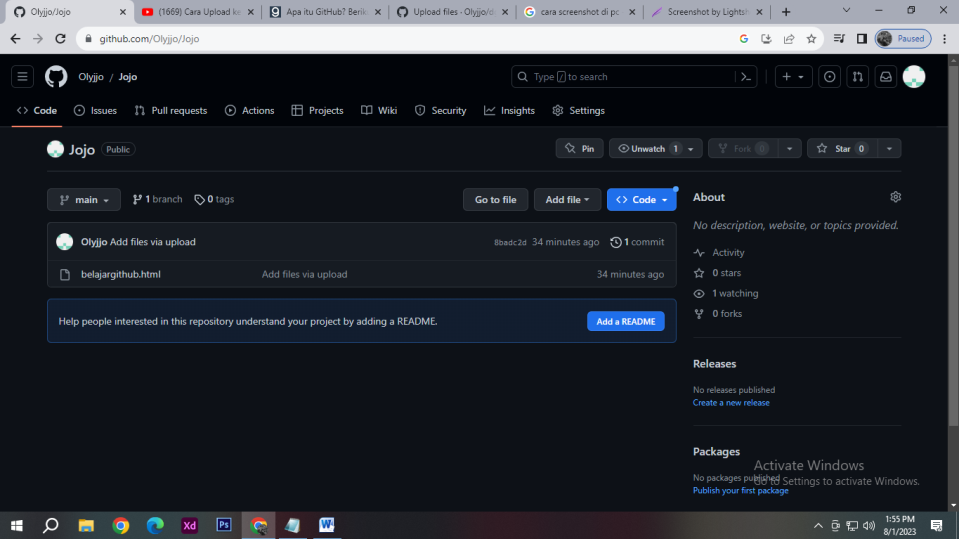 Olyjjo/Jojo
(1669) Cara Upload ke
Apa itu GitHub? Berik
Upload files · Olyjjo/d
cara screenshot di pc
Screenshot by Lightsh
github.com/Olyjjo/Jojo
Paused
Olyjjo / Jojo
Type / to search
Code
Issues
Pull requests
Actions
Projects
Wiki
Security
Insights
Settings
Jojo Public
Pin
Unwatch 1
Fork 0
Star 0
main
1 branch
0 tags
Go to file
Add file
Code
Olyjjo Add files via upload
8badc2d 34 minutes ago
1 commit
belajargithub.html
Add files via upload
34 minutes ago
Help people interested in this repository understand your project by adding a README.
Add a README
About
No description, website, or topics provided.
Activity
0 stars
1 watching
0 forks
Releases
No releases published
Create a new release
Packages
No packages published
Publish your first package
Activate Windows
Go to Settings to activate Windows.
Xd
Ps
W
1:55 PM
8/1/2023